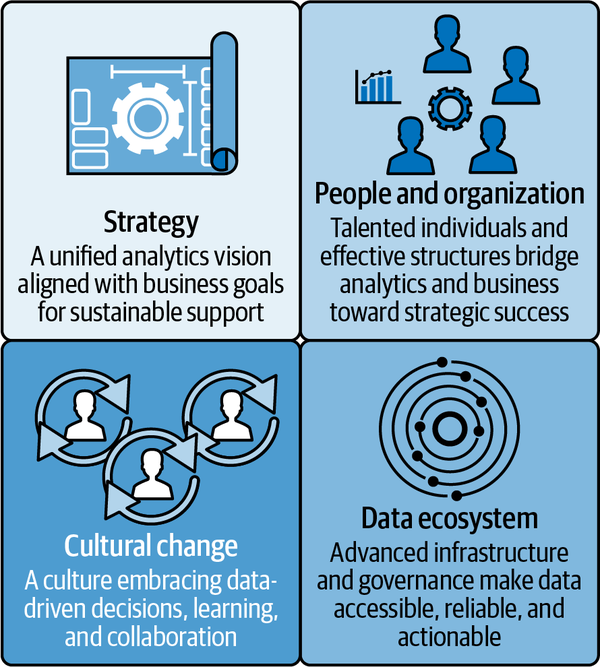 Strategy
A unified analytics vision
aligned with business goals
for sustainable support
People and organization
Talented individuals and
effective structures bridge
analytics and business
toward strategic success
Cultural change
A culture embracing data-
driven decisions, learning,
and collaboration
Data ecosystem
Advanced infrastructure
and governance make data
accessible, reliable, and
actionable